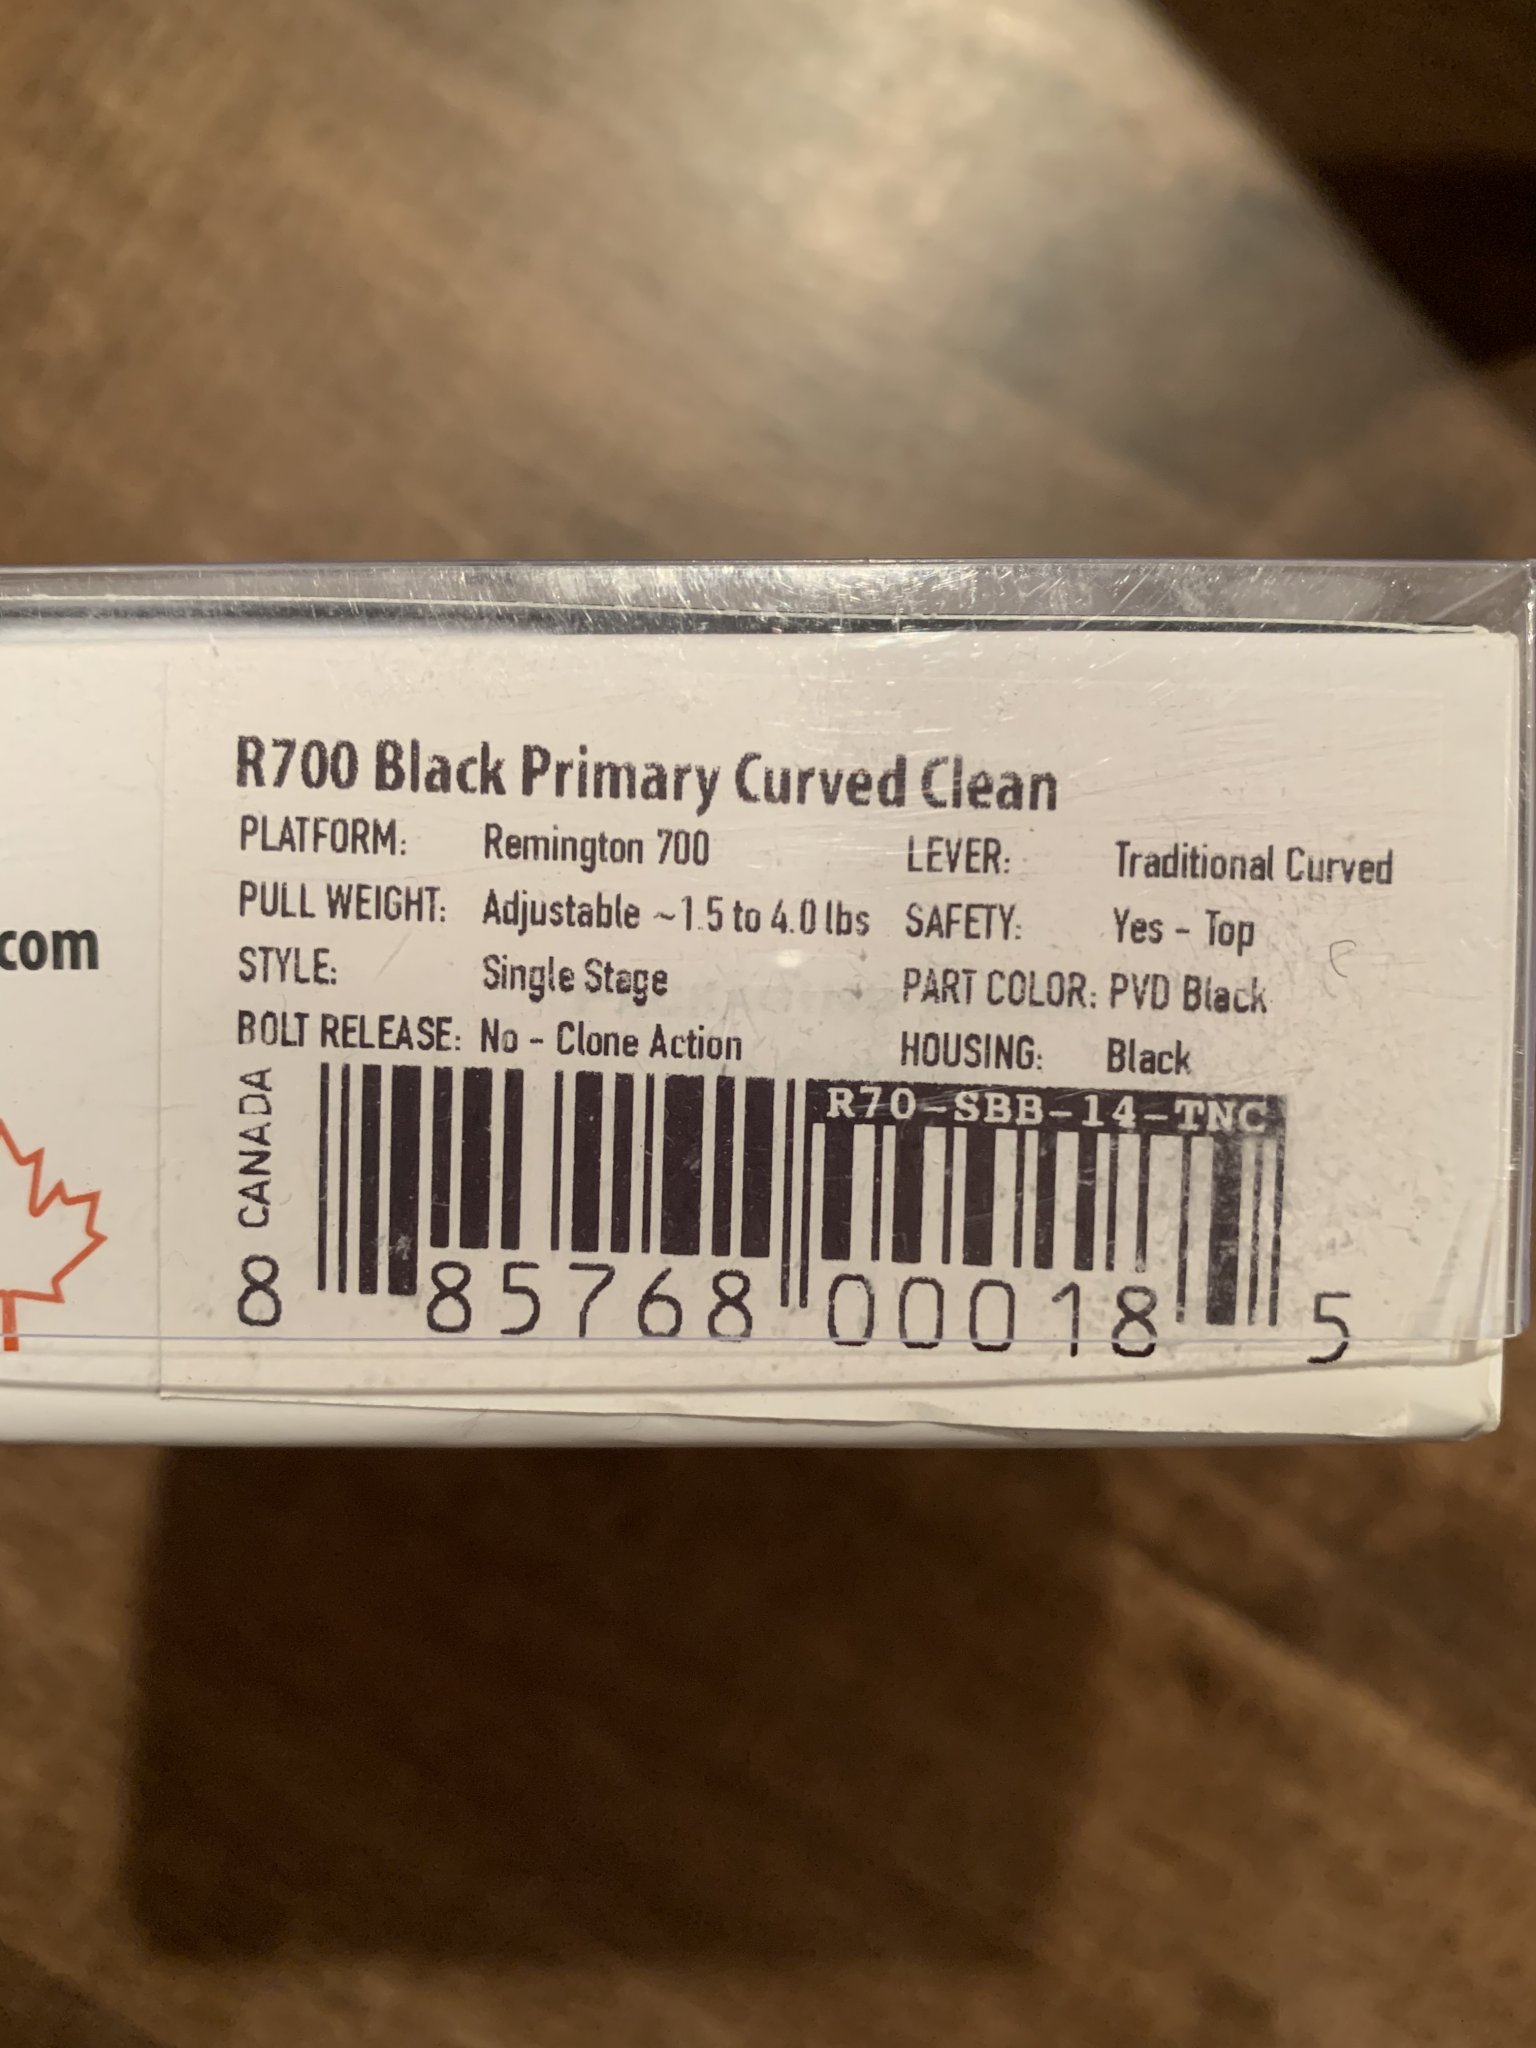 R700 Black Primary Curved Clean
PLATFORM: Remington 700 LEVER: Traditional Curved
PULL WEIGHT: Adjustable ~1.5 to 4.0 lbs SAFETY: Yes - Top
STYLE: Single Stage PART COLOR: PVD Black
BOLT RELEASE: No - Clone Action HOUSING: Black
com
CANADA
R70-SBB-14-TNC
8 85768 00018 5